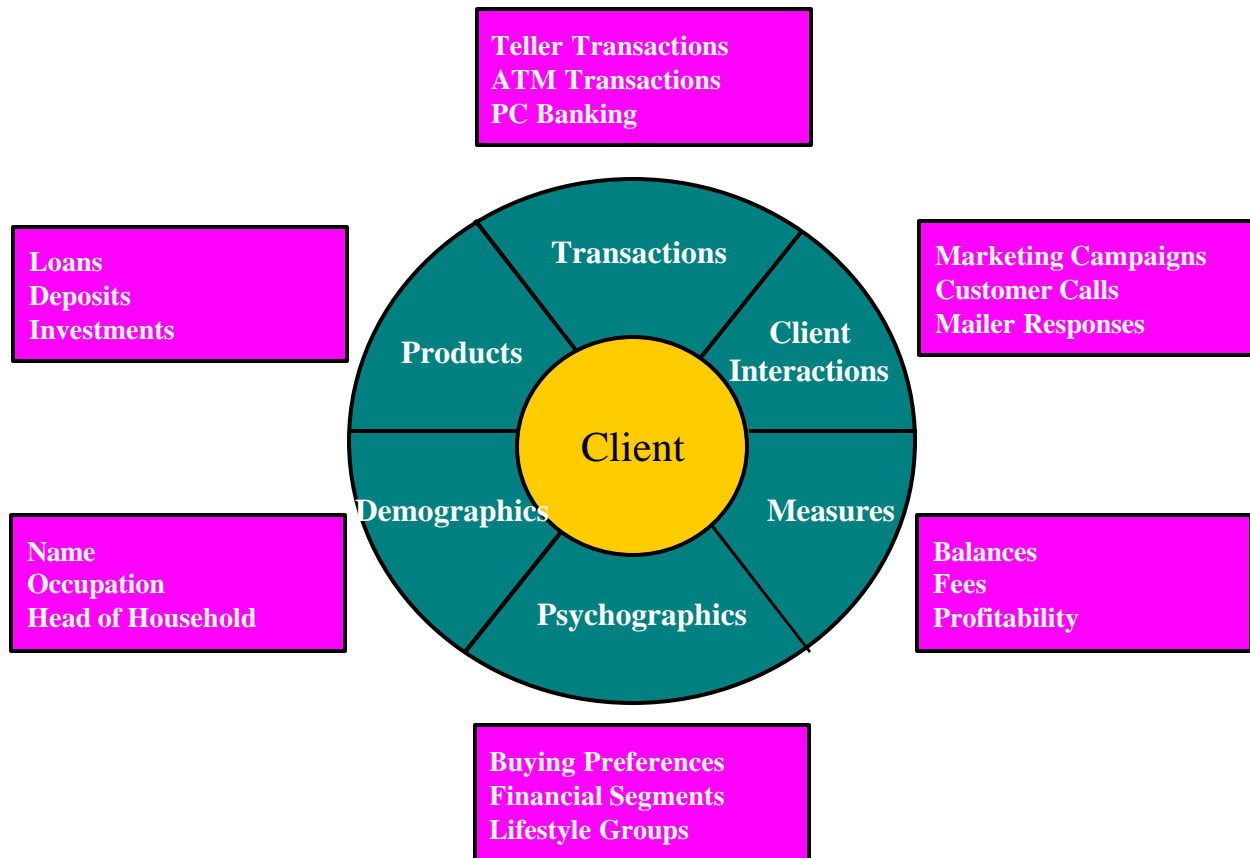 Teller Transactions
ATM Transactions
PC Banking
Loans
Deposits
Investments
Transactions
Marketing Campaigns
Customer Calls
Mailer Responses
Products
Client
Interactions
Client
Demographics
Measures
Name
Occupation
Head of Household
Psychographics
Balances
Fees
Profitability
Buying Preferences
Financial Segments
Lifestyle Groups